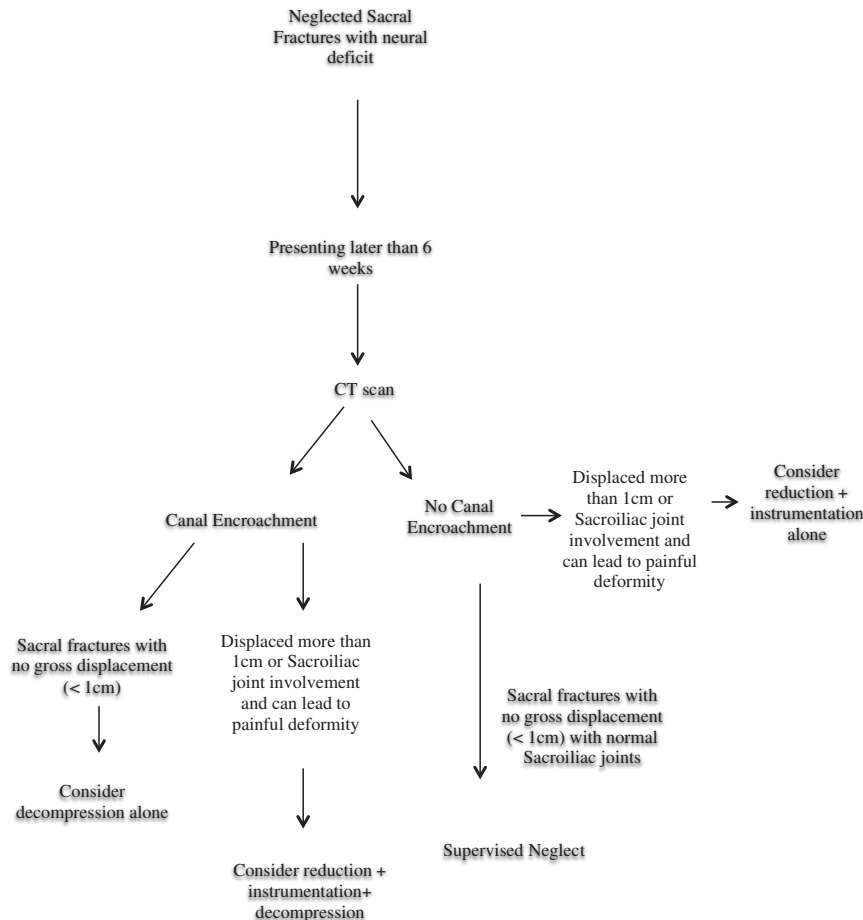 Neglected Sacral
Fractures with neural
deficit
Presenting later than 6
weeks
CT scan
Canal Encroachment
No Canal
Encroachment
Displaced more
than 1cm or
Sacroiliac joint
involvement and
can lead to painful
deformity
Consider
reduction +
instrumentation
alone
Sacral fractures with
no gross displacement
(< 1cm)
Displaced more than
1cm or Sacroiliac
joint involvement
and can lead to
painful deformity
Sacral fractures with
no gross displacement
(< 1cm) with normal
Sacroiliac joints
Consider
decompression alone
Consider reduction +
instrumentation+
decompression
Supervised Neglect